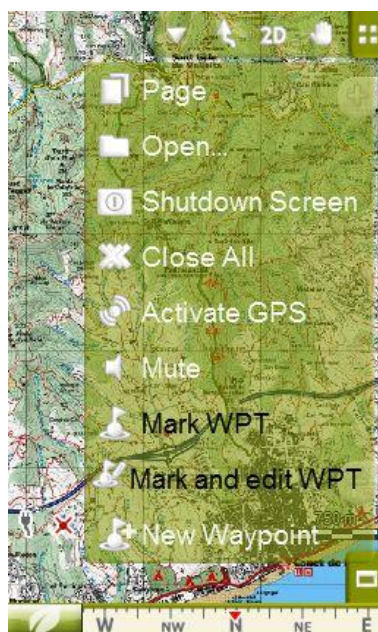 2D
Page
Open...
Shutdown Screen
Close All
Activate GPS
Mute
Mark WPT
Mark and edit WPT
750 m
New Waypoint
W NW N NE E